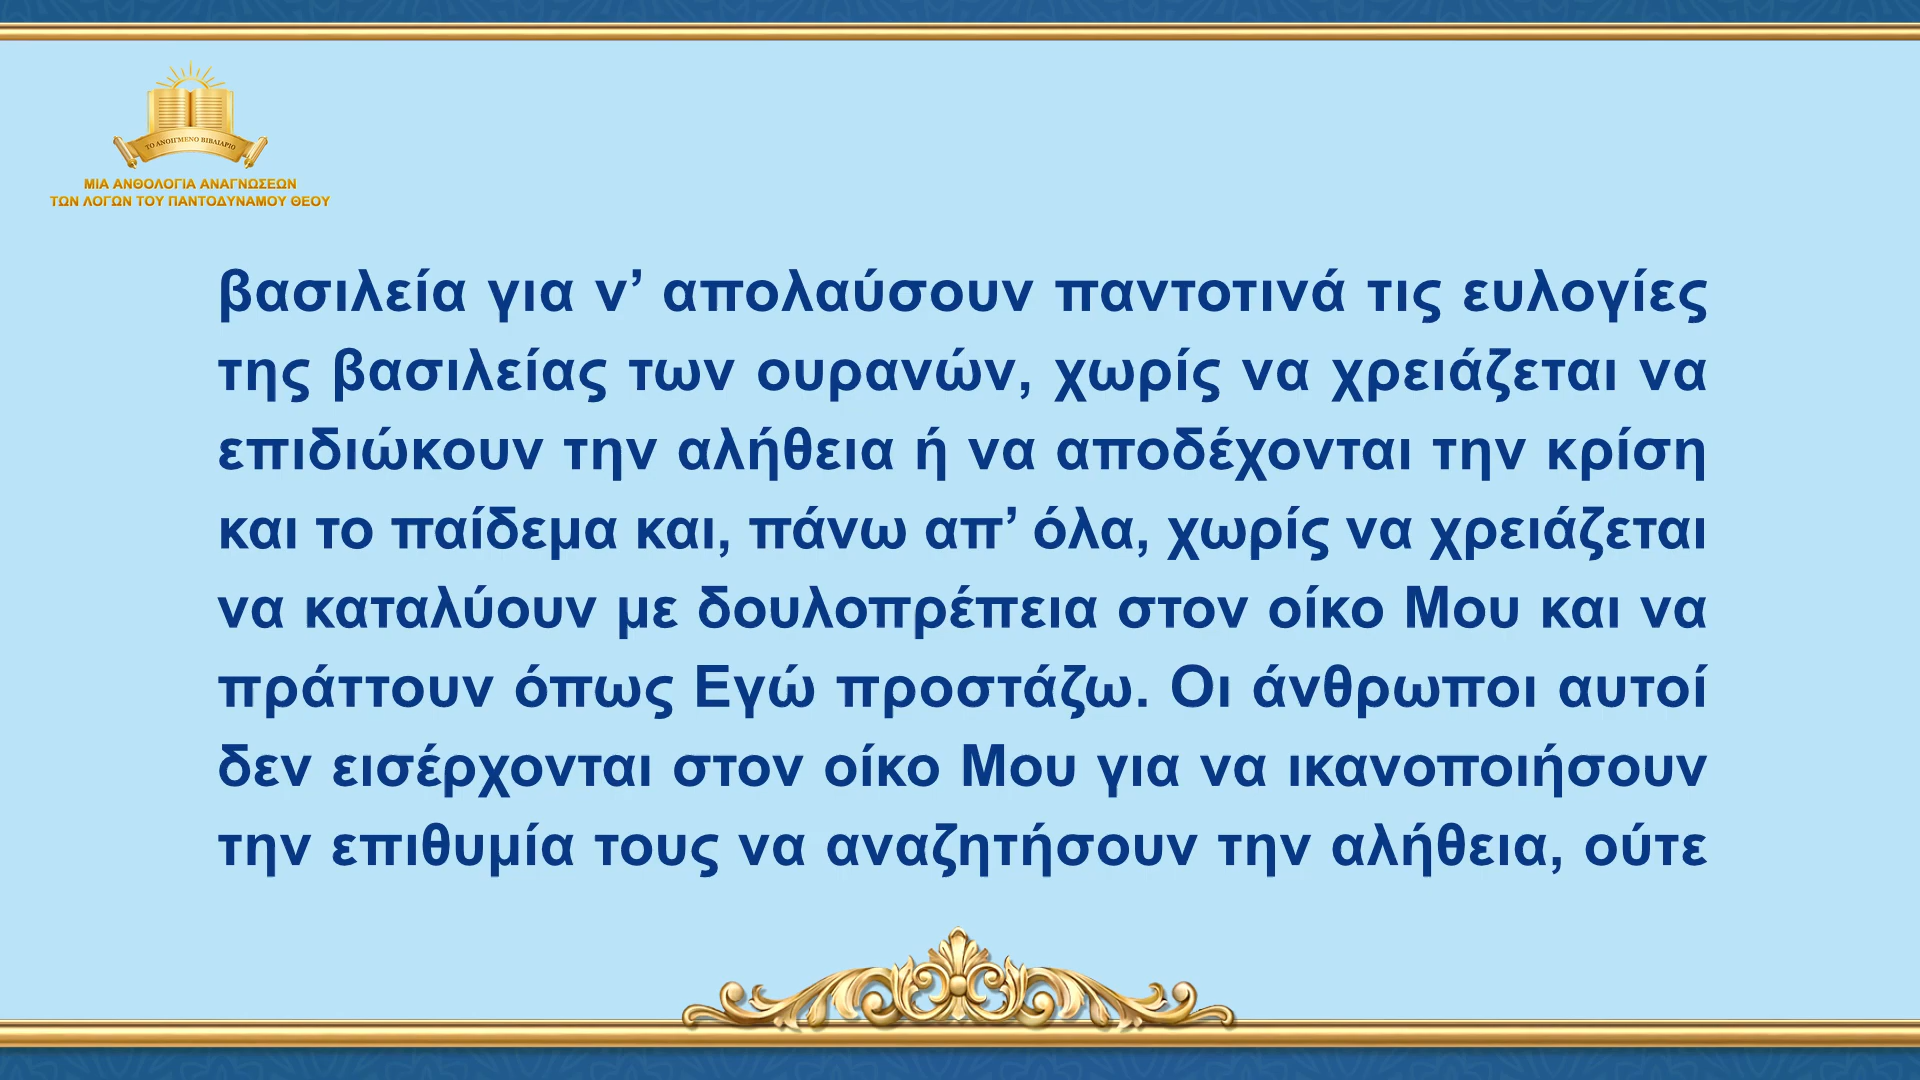 ΤΟ ΑΝΟΙΓΜΕΝΟ ΒΙΒΛΙΑΡΙΟ
ΜΙΑ ΑΝΘΟΛΟΓΙΑ ΑΝΑΓΝΩΣΕΩΝ
ΤΩΝ ΛΟΓΩΝ ΤΟΥ ΠΑΝΤΟΔΥΝΑΜΟΥ ΘΕΟΥ
βασιλεία για ν’ απολαύσουν παντοτινά τις ευλογίες
της βασιλείας των ουρανών, χωρίς να χρειάζεται να
επιδιώκουν την αλήθεια ή να αποδέχονται την κρίση
και το παίδεμα και, πάνω απ’ όλα, χωρίς να χρειάζεται
να καταλύουν με δουλοπρέπεια στον οίκο Μου και να
πράττουν όπως Εγώ προστάζω. Οι άνθρωποι αυτοί
δεν εισέρχονται στον οίκο Μου για να ικανοποιήσουν
την επιθυμία τους να αναζητήσουν την αλήθεια, ούτε